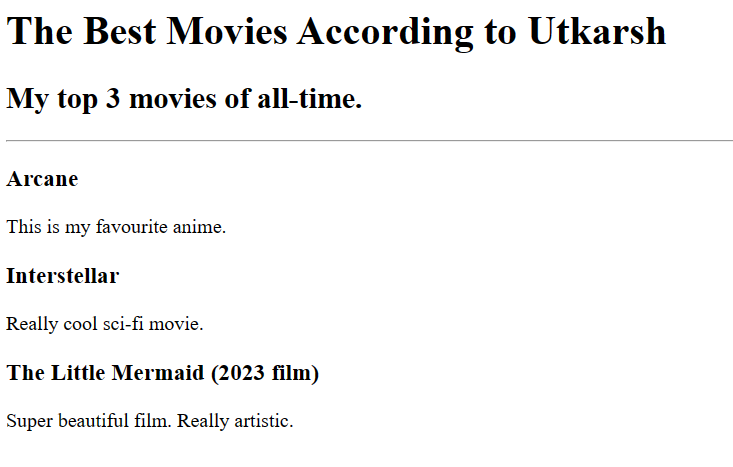 The Best Movies According to Utkarsh
My top 3 movies of all-time.
Arcane
This is my favourite anime.
Interstellar
Really cool sci-fi movie.
The Little Mermaid (2023 film)
Super beautiful film. Really artistic.